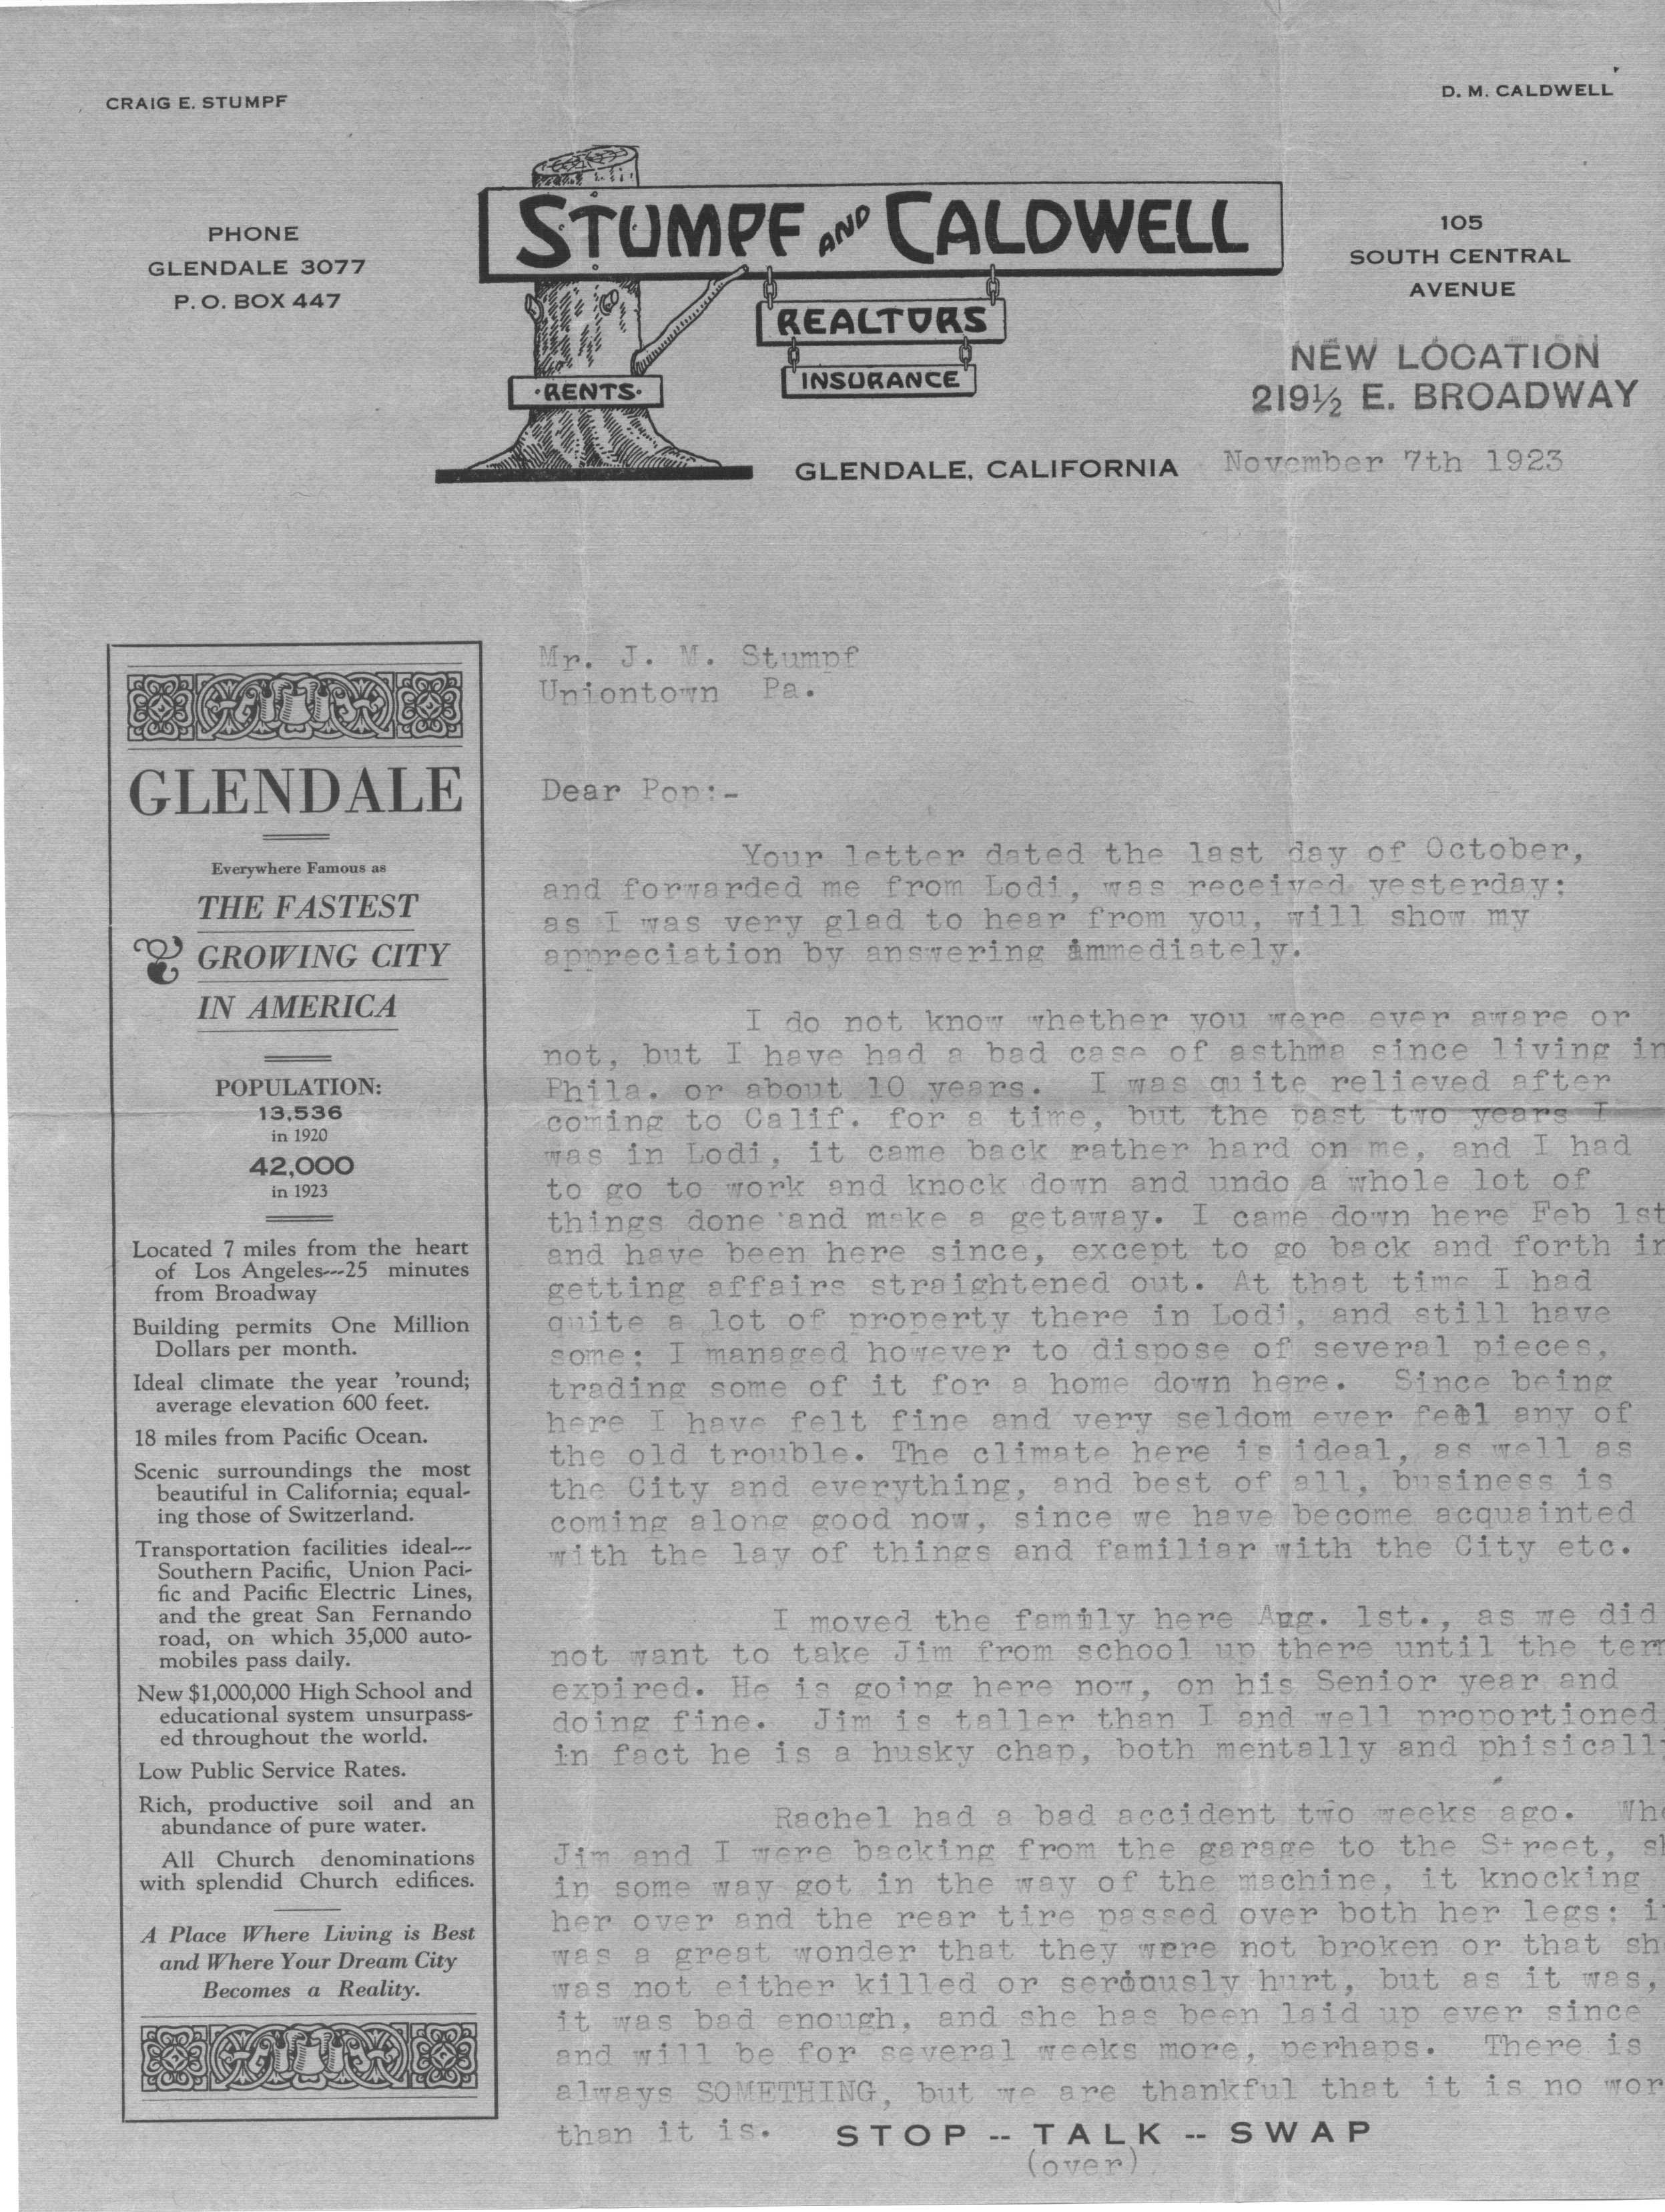 CRAIG E. STUMPF
D. M. CALDWELL
PHONE
GLENDALE 3077
P. O. BOX 447
STUMPF AND CALDWELL
REALTORS
INSURANCE
·RENTS·
105
SOUTH CENTRAL
AVENUE
NEW LOCATION
219½ E. BROADWAY
GLENDALE, CALIFORNIA
November 7th 1923
GLENDALE
Everywhere Famous as
THE FASTEST
GROWING CITY
IN AMERICA
POPULATION:
13,536
in 1920
42,000
in 1923
Located 7 miles from the heart
of Los Angeles---25 minutes
from Broadway
Building permits One Million
Dollars per month.
Ideal climate the year 'round;
average elevation 600 feet.
18 miles from Pacific Ocean.
Scenic surroundings the most
beautiful in California; equal-
ing those of Switzerland.
Transportation facilities ideal---
Southern Pacific, Union Paci-
fic and Pacific Electric Lines,
and the great San Fernando
road, on which 35,000 auto-
mobiles pass daily.
New $1,000,000 High School and
educational system unsurpass-
ed throughout the world.
Low Public Service Rates.
Rich, productive soil and an
abundance of pure water.
All Church denominations
with splendid Church edifices.
A Place Where Living is Best
and Where Your Dream City
Becomes a Reality.
Mr. J. M. Stumpf
Uniontown Pa.
Dear Pop:-
Your letter dated the last day of October,
and forwarded me from Lodi, was received yesterday;
as I was very glad to hear from you, will show my
appreciation by answering immediately.
I do not know whether you were ever aware or
not, but I have had a bad case of asthma since living in
Phila. or about 10 years. I was quite relieved after
coming to Calif. for a time, but the past two years I
was in Lodi, it came back rather hard on me, and I had
to go to work and knock down and undo a whole lot of
things done and make a getaway. I came down here Feb 1st
and have been here since, except to go back and forth in
getting affairs straightened out. At that time I had
quite a lot of property there in Lodi, and still have
some; I managed however to dispose of several pieces,
trading some of it for a home down here. Since being
here I have felt fine and very seldom ever feel any of
the old trouble. The climate here is ideal, as well as
the City and everything, and best of all, business is
coming along good now, since we have become acquainted
with the lay of things and familiar with the City etc.
I moved the family here Aug. 1st., as we did
not want to take Jim from school up there until the ter
expired. He is going here now, on his Senior year and
doing fine. Jim is taller than I and well proportioned
in fact he is a husky chap, both mentally and phisicall
Rachel had a bad accident two weeks ago. Wh
Jim and I were backing from the garage to the Street, s
in some way got in the way of the machine, it knocking
her over and the rear tire passed over both her legs; i
was a great wonder that they were not broken or that sh
was not either killed or seriously hurt, but as it was,
it was bad enough, and she has been laid up ever since
and will be for several weeks more, perhaps. There is
always SOMETHING, but we are thankful that it is no wor
than it is.
STOP -- TALK -- SWAP
(over)